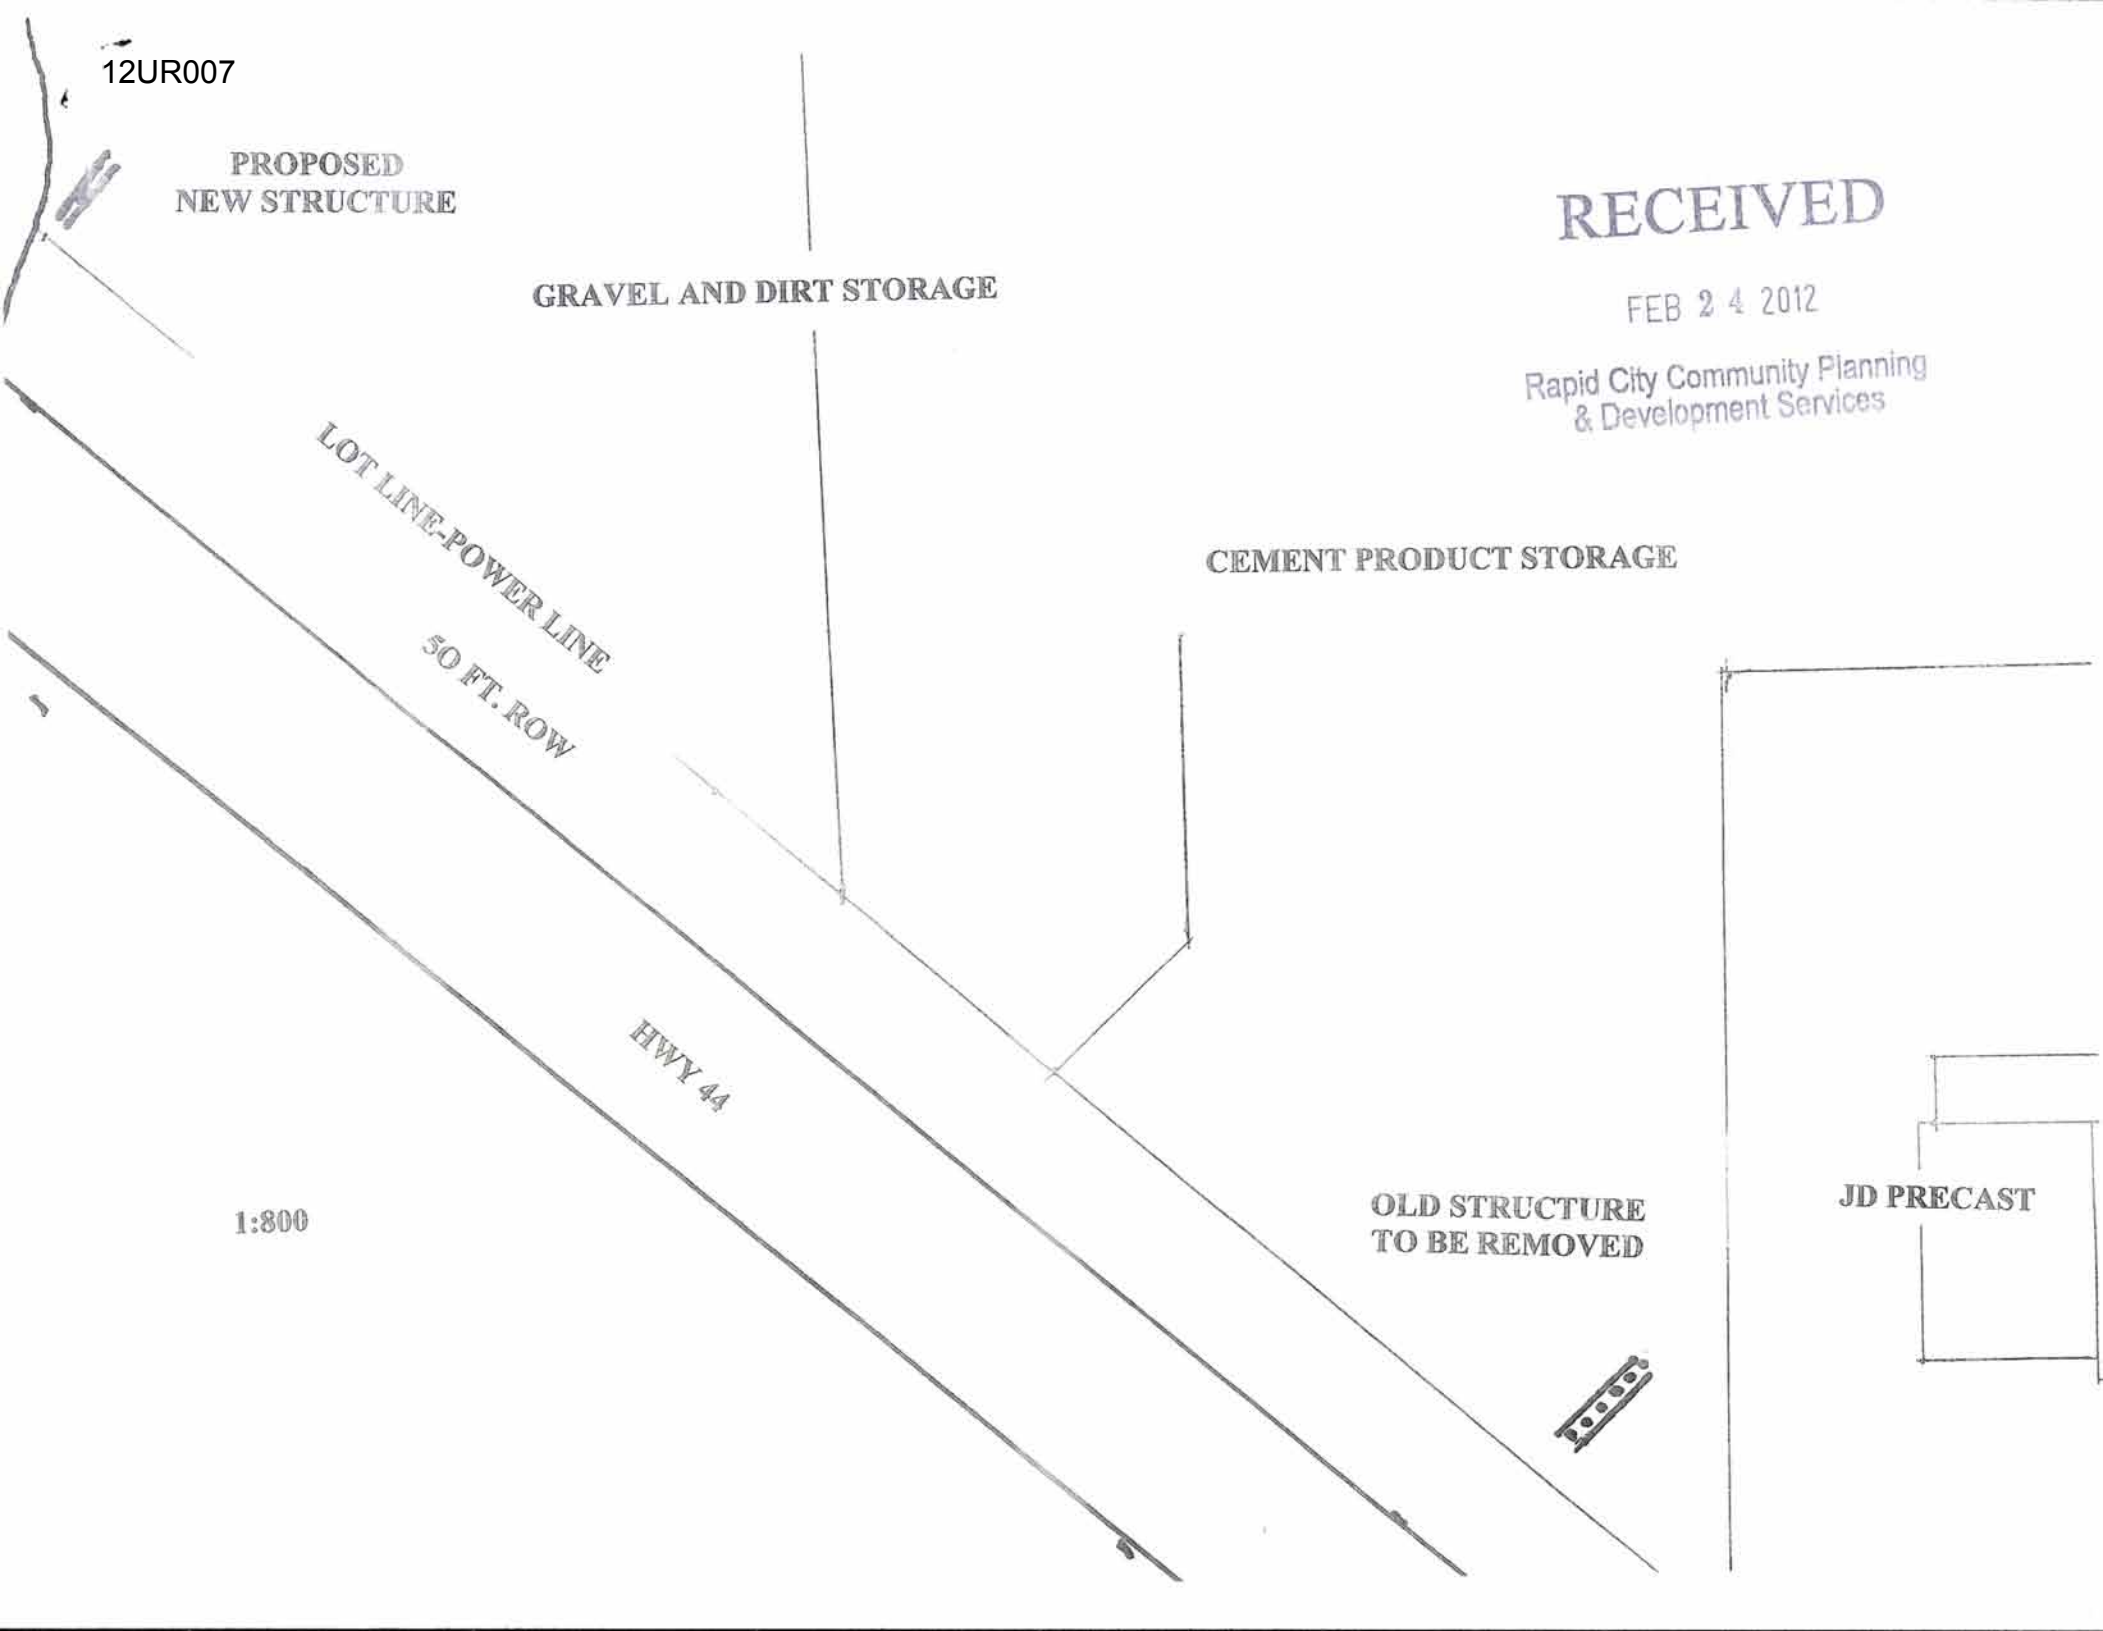 12UR007
PROPOSED
NEW STRUCTURE
RECEIVED
GRAVEL AND DIRT STORAGE
FEB 24 2012
Rapid City Community Planning
& Development Services
LOT LINE-POWER LINE
50 FT. ROW
CEMENT PRODUCT STORAGE
HWY 44
1:800
OLD STRUCTURE
TO BE REMOVED
JD PRECAST